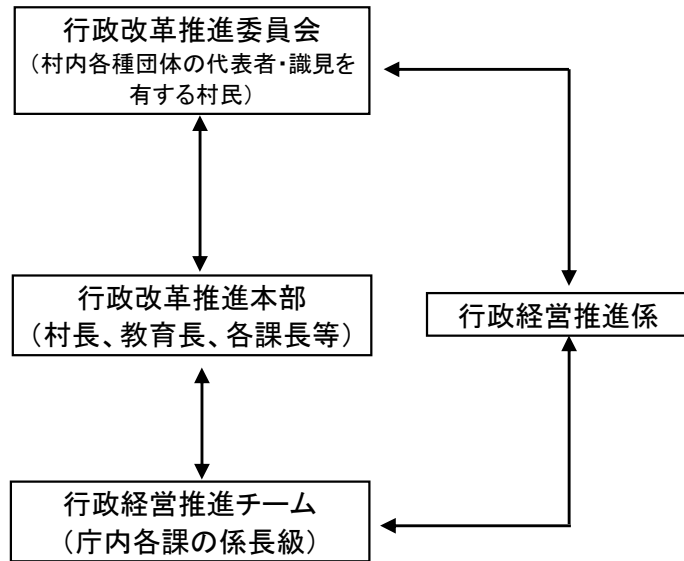 行政改革推進委員会
（村内各種団体の代表者・識見を
有する村民）
行政改革推進本部
（村長、教育長、各課長等）
行政経営推進係
行政経営推進チーム
（庁内各課の係長級）